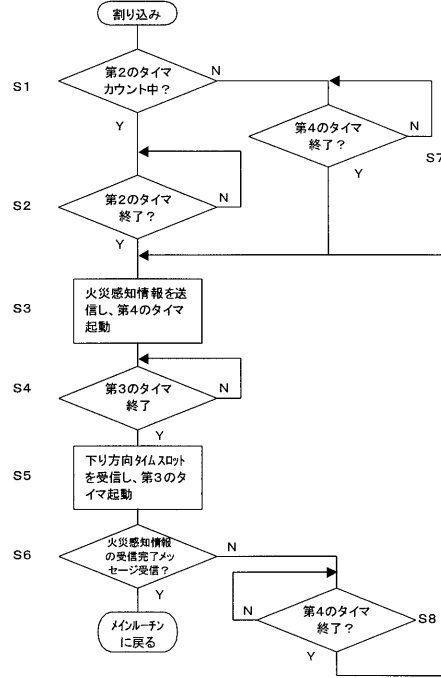 割り込み
S1
第2のタイマ
カウント中？
N
Y
第4のタイマ
終了？
N
S7
Y
S2
第2のタイマ
終了？
N
Y
S3
火災感知情報を送
信し、第4のタイマ
起動
S4
第3のタイマ
終了
N
Y
S5
下り方向タイムスロット
を受信し、第3のタ
イマ起動
S6
火災感知情報
の受信完了メッ
セージ受信？
N
Y
メインルーチン
に戻る
N
第4のタイマ
終了？
S8
Y